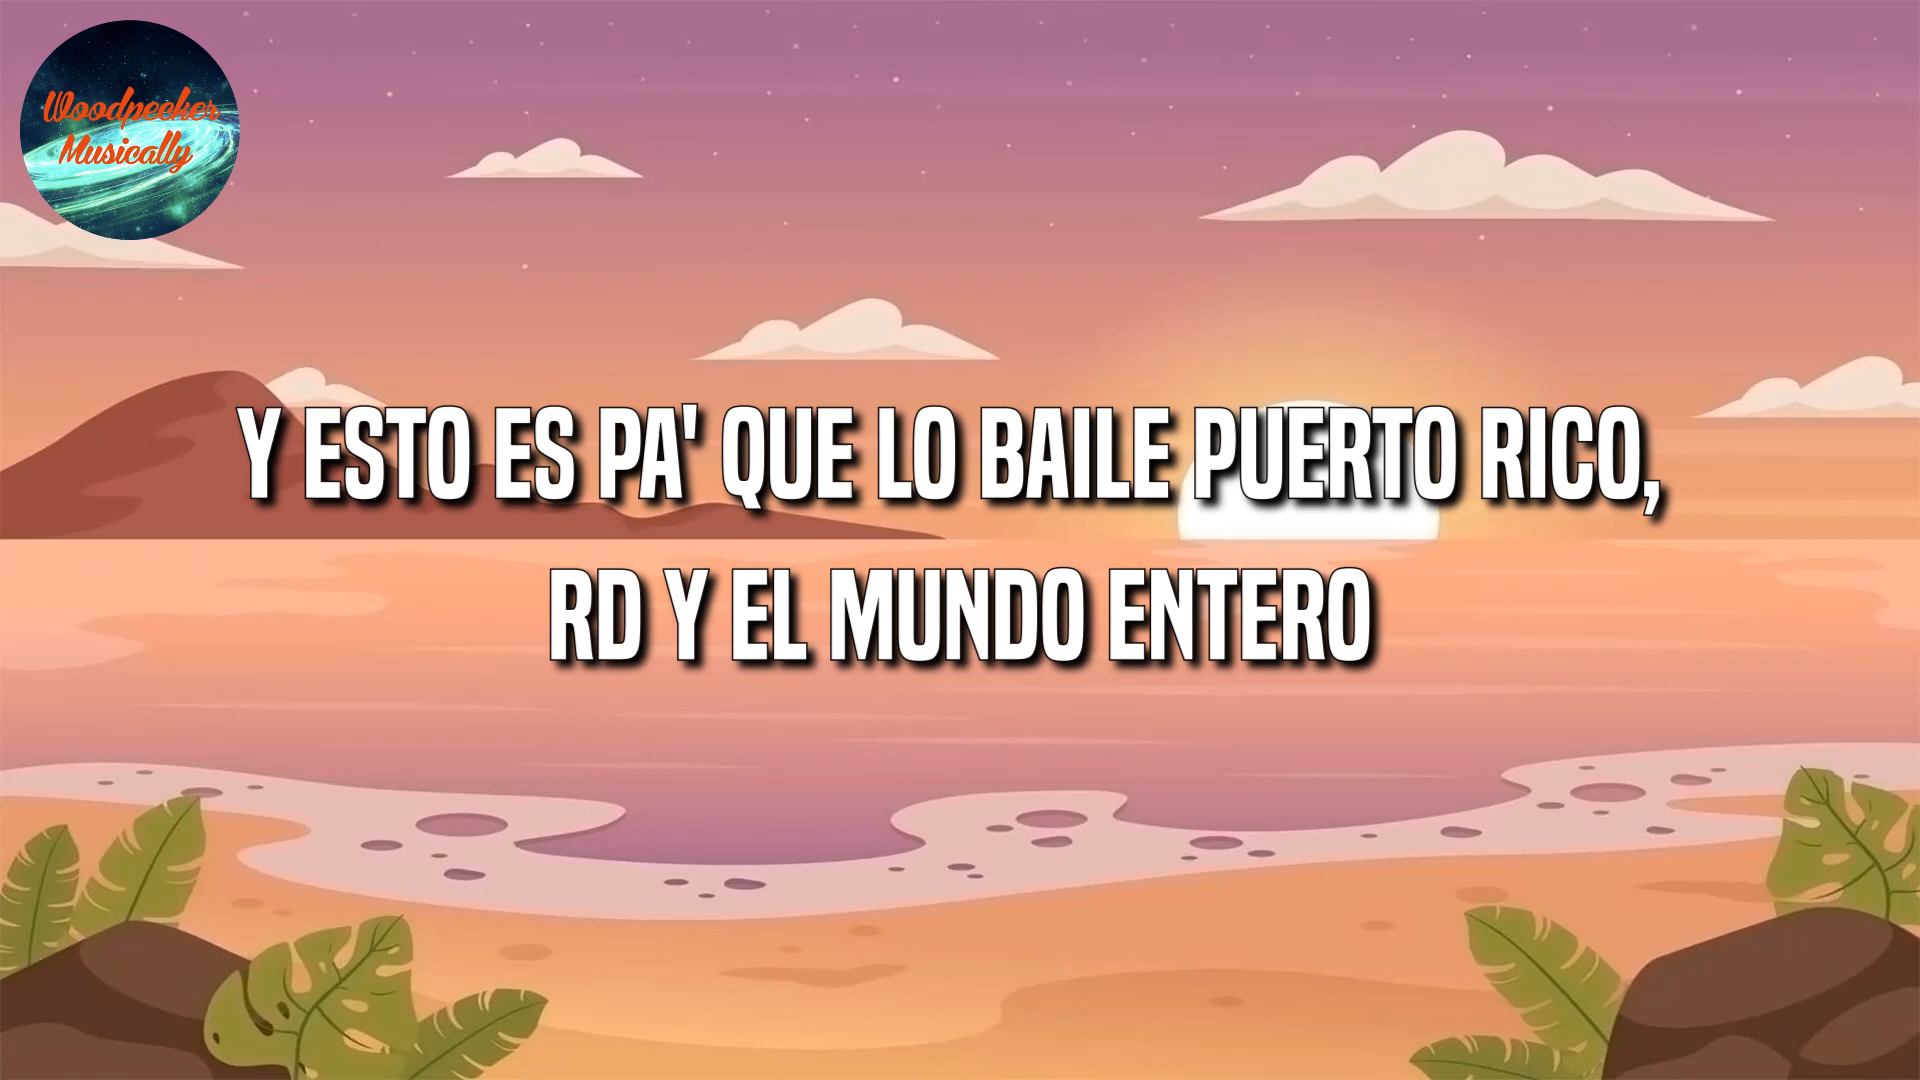 Woodpecker
Musically
Y ESTO ES PA' QUE LO BAILE PUERTO RICO,
RD Y EL MUNDO ENTERO